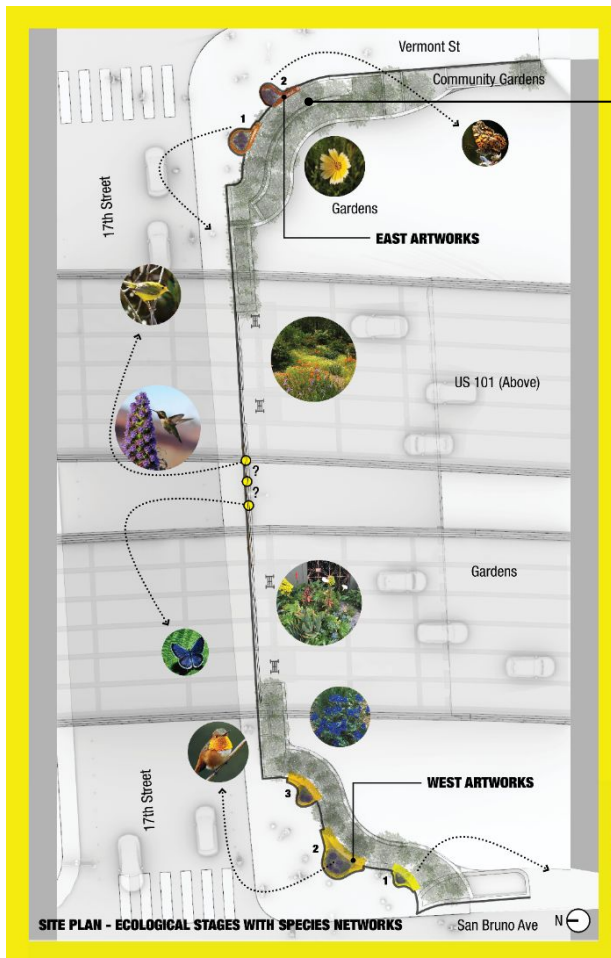 Vermont St
Community Gardens
2
1
17th Street
Gardens
EAST ARTWORKS
US 101 (Above)
?
?
Gardens
17th Street
WEST ARTWORKS
3
2
1
SITE PLAN - ECOLOGICAL STAGES WITH SPECIES NETWORKS
San Bruno Ave
N